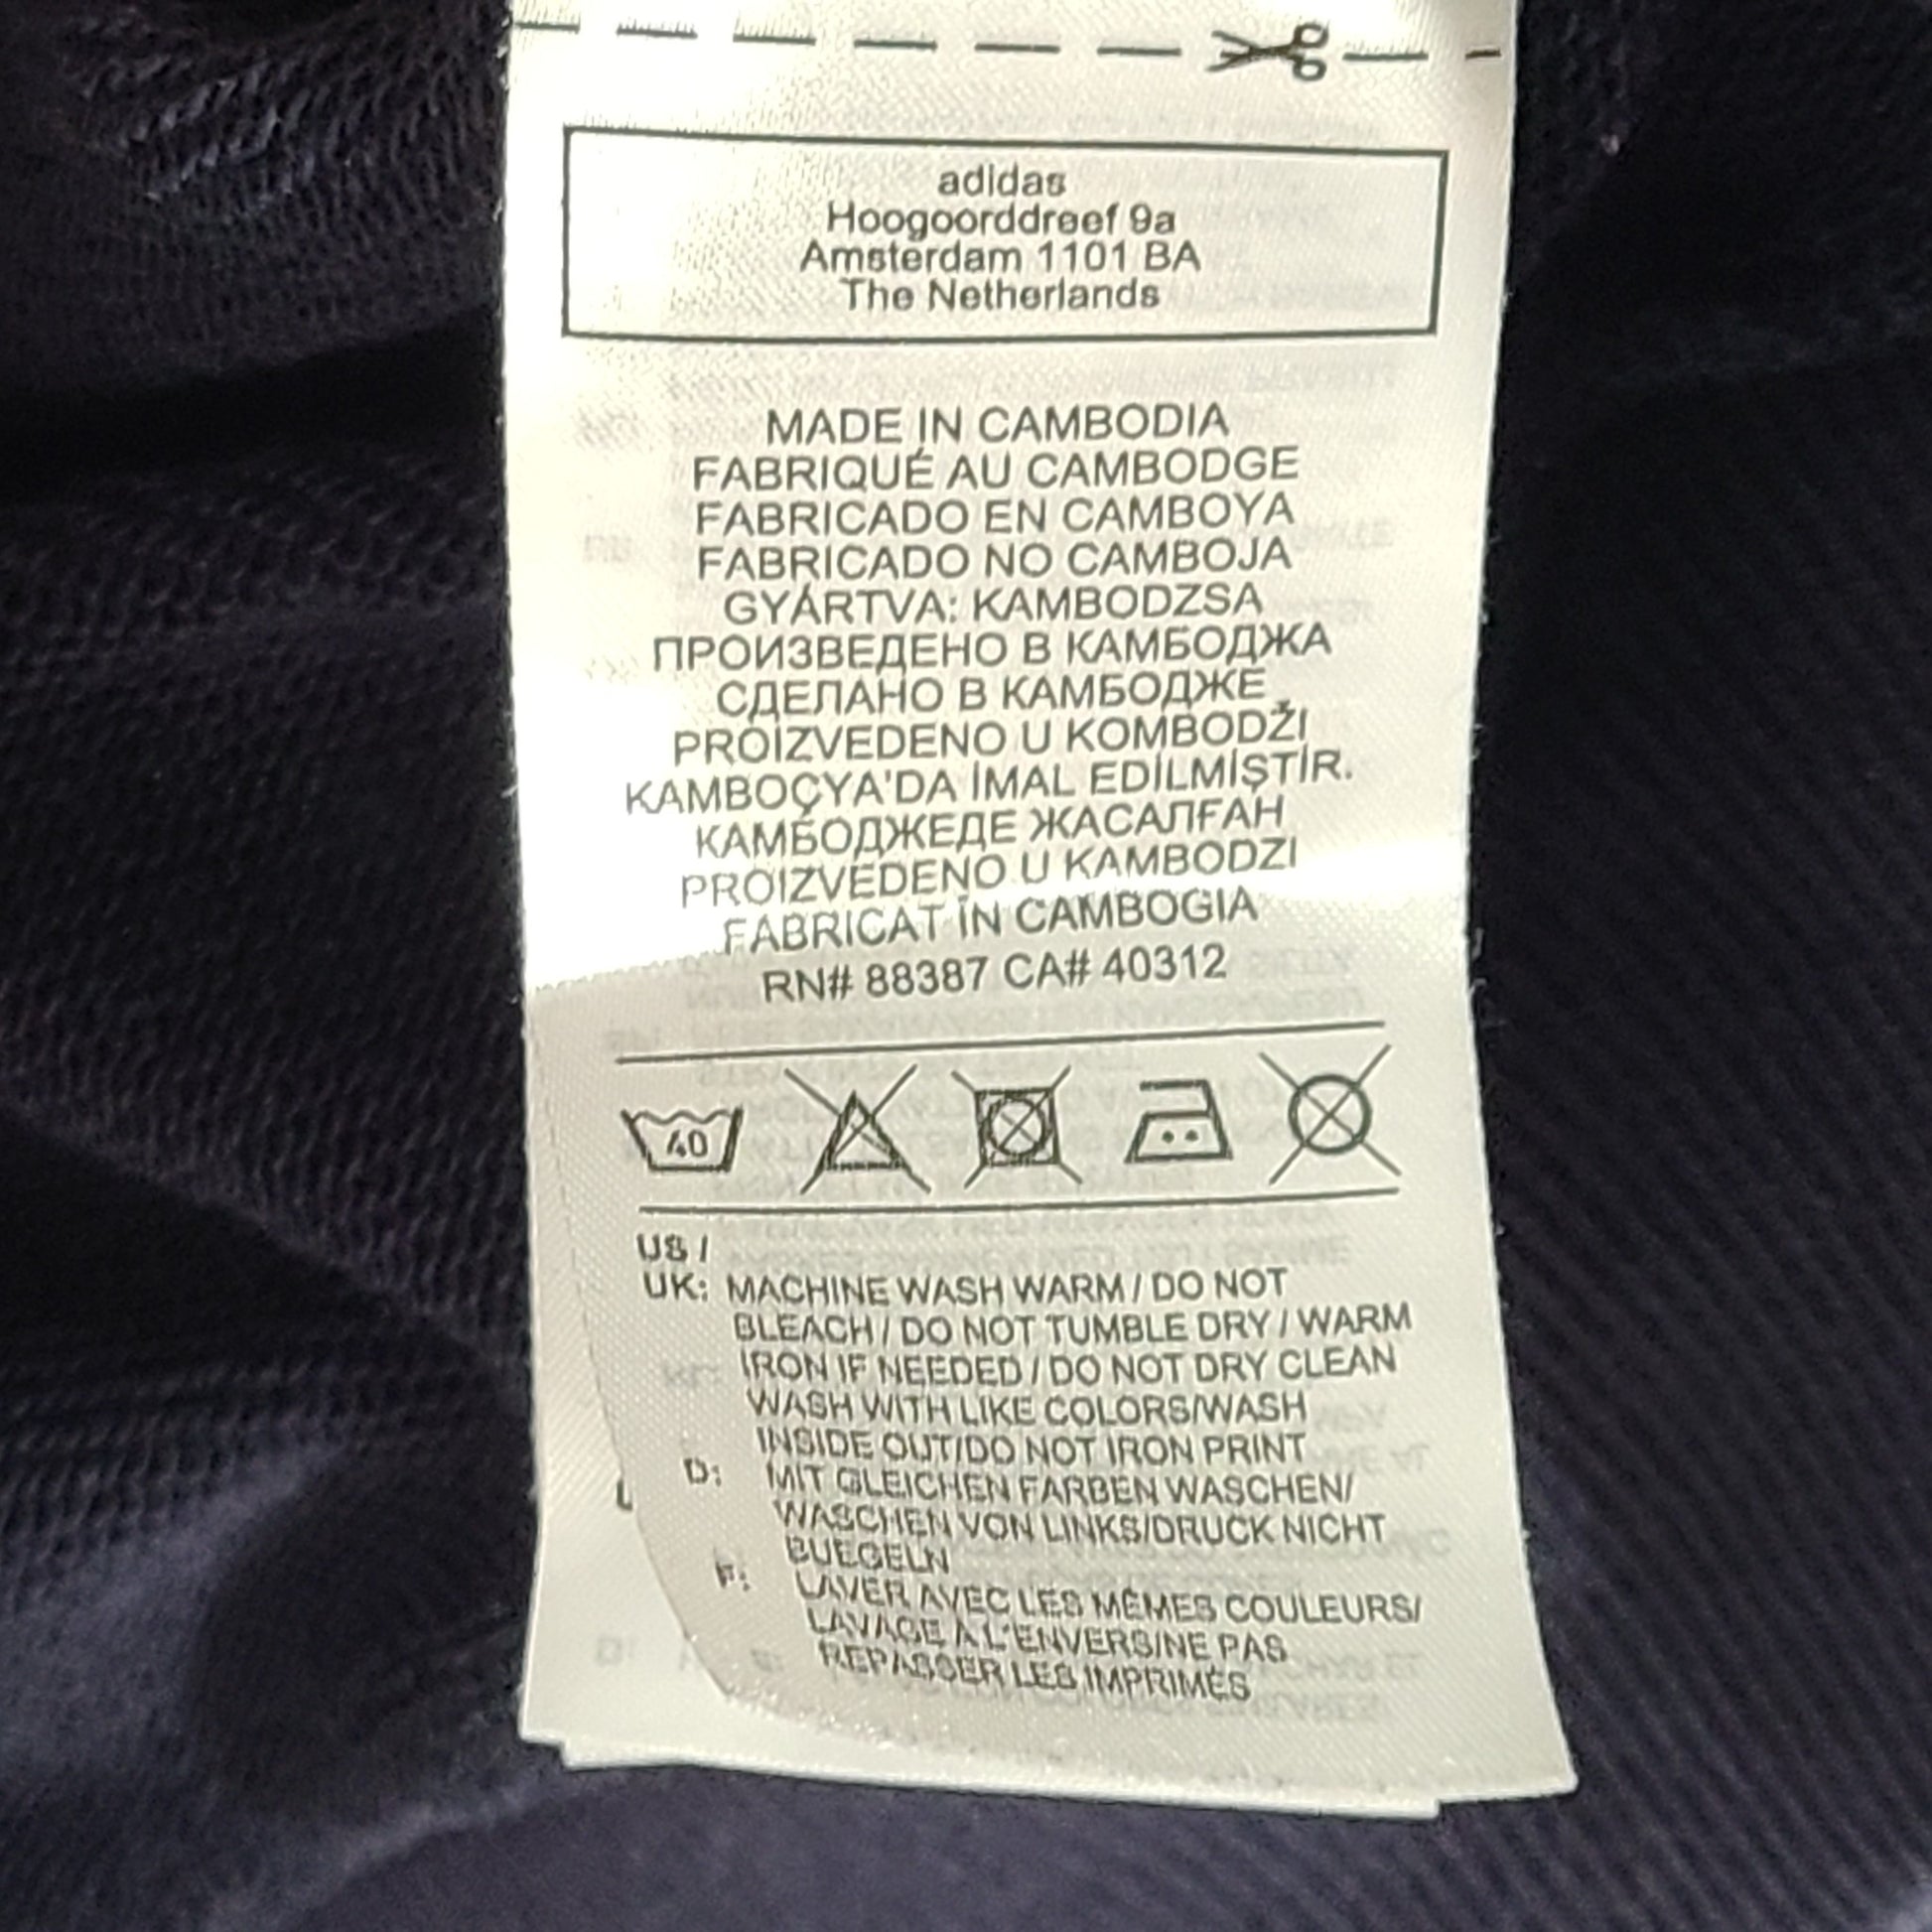 adidas
Hoogoorddreef 9a
Amsterdam 1101 BA
The Netherlands
MADE IN CAMBODIA
FABRIQUÉ AU CAMBODGE
FABRICADO EN CAMBOYA
FABRICADO NO CAMBOJA
GYÁRTVA: KAMBODZSA
ПРОИЗВЕДЕНО В КАМБОДЖА
СДЕЛАНО В КАМБОДЖЕ
PROIZVEDENO U KOMBODŽI
KAMBOÇYA'DA İMAL EDİLMİŞTİR.
КАМБОДЖЕДЕ ЖАСАЛҒАН
PROIZVEDENO U KAMBODZI
FABRICAT ÎN CAMBOGIA
RN# 88387 CA# 40312
40
US /
UK: MACHINE WASH WARM / DO NOT
BLEACH / DO NOT TUMBLE DRY / WARM
IRON IF NEEDED / DO NOT DRY CLEAN
WASH WITH LIKE COLORS/WASH
INSIDE OUT/DO NOT IRON PRINT
D: MIT GLEICHEN FARBEN WASCHEN/
WASCHEN VON LINKS/DRUCK NICHT
BUEGELN
F: LAVER AVEC LES MÊMES COULEURS/
LAVAGE À L'ENVERS/NE PAS
REPASSER LES IMPRIMÉS